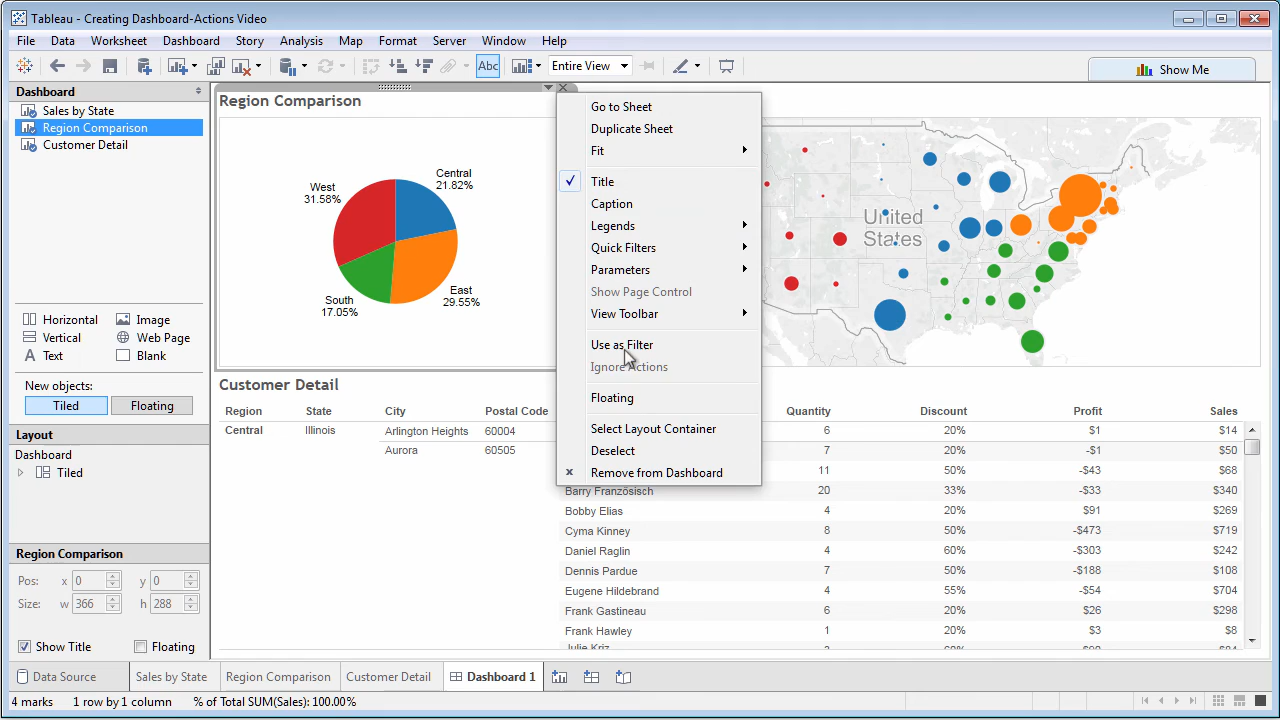 Tableau - Creating Dashboard-Actions Video
File Data Worksheet Dashboard Story Analysis Map Format Server Window Help
Abc Entire View Show Me
Dashboard
Sales by State
Region Comparison
Customer Detail
Horizontal Image
Vertical Web Page
A Text Blank
New objects:
Tiled Floating
Layout
Dashboard
Tiled
Region Comparison
Pos: x 0 y 0
Size: w 366 h 288
Show Title Floating
Region Comparison
West
31.58%
Central
21.82%
South
17.05%
East
29.55%
Go to Sheet
Duplicate Sheet
Fit
Title
Caption
Legends
Quick Filters
Parameters
Show Page Control
View Toolbar
Use as Filter
Ignore Actions
Floating
Select Layout Container
Deselect
x Remove from Dashboard
United
States
Customer Detail
Region State City Postal Code Quantity Discount Profit Sales
Central Illinois Arlington Heights 60004 6 20% $1 $14
Aurora 60505 7 20% -$1 $50
11 50% -$43 $68
Barry Französisch 20 33% -$33 $340
Bobby Elias 4 20% $91 $269
Cyma Kinney 8 50% -$473 $719
Daniel Raglin 4 60% -$303 $242
Dennis Pardue 7 50% -$188 $108
Eugene Hildebrand 4 55% -$54 $704
Frank Gastineau 6 20% $26 $298
Frank Hawley 1 20% $3 $8
Julie Kriz
Data Source Sales by State Region Comparison Customer Detail Dashboard 1
4 marks 1 row by 1 column % of Total SUM(Sales): 100.00%